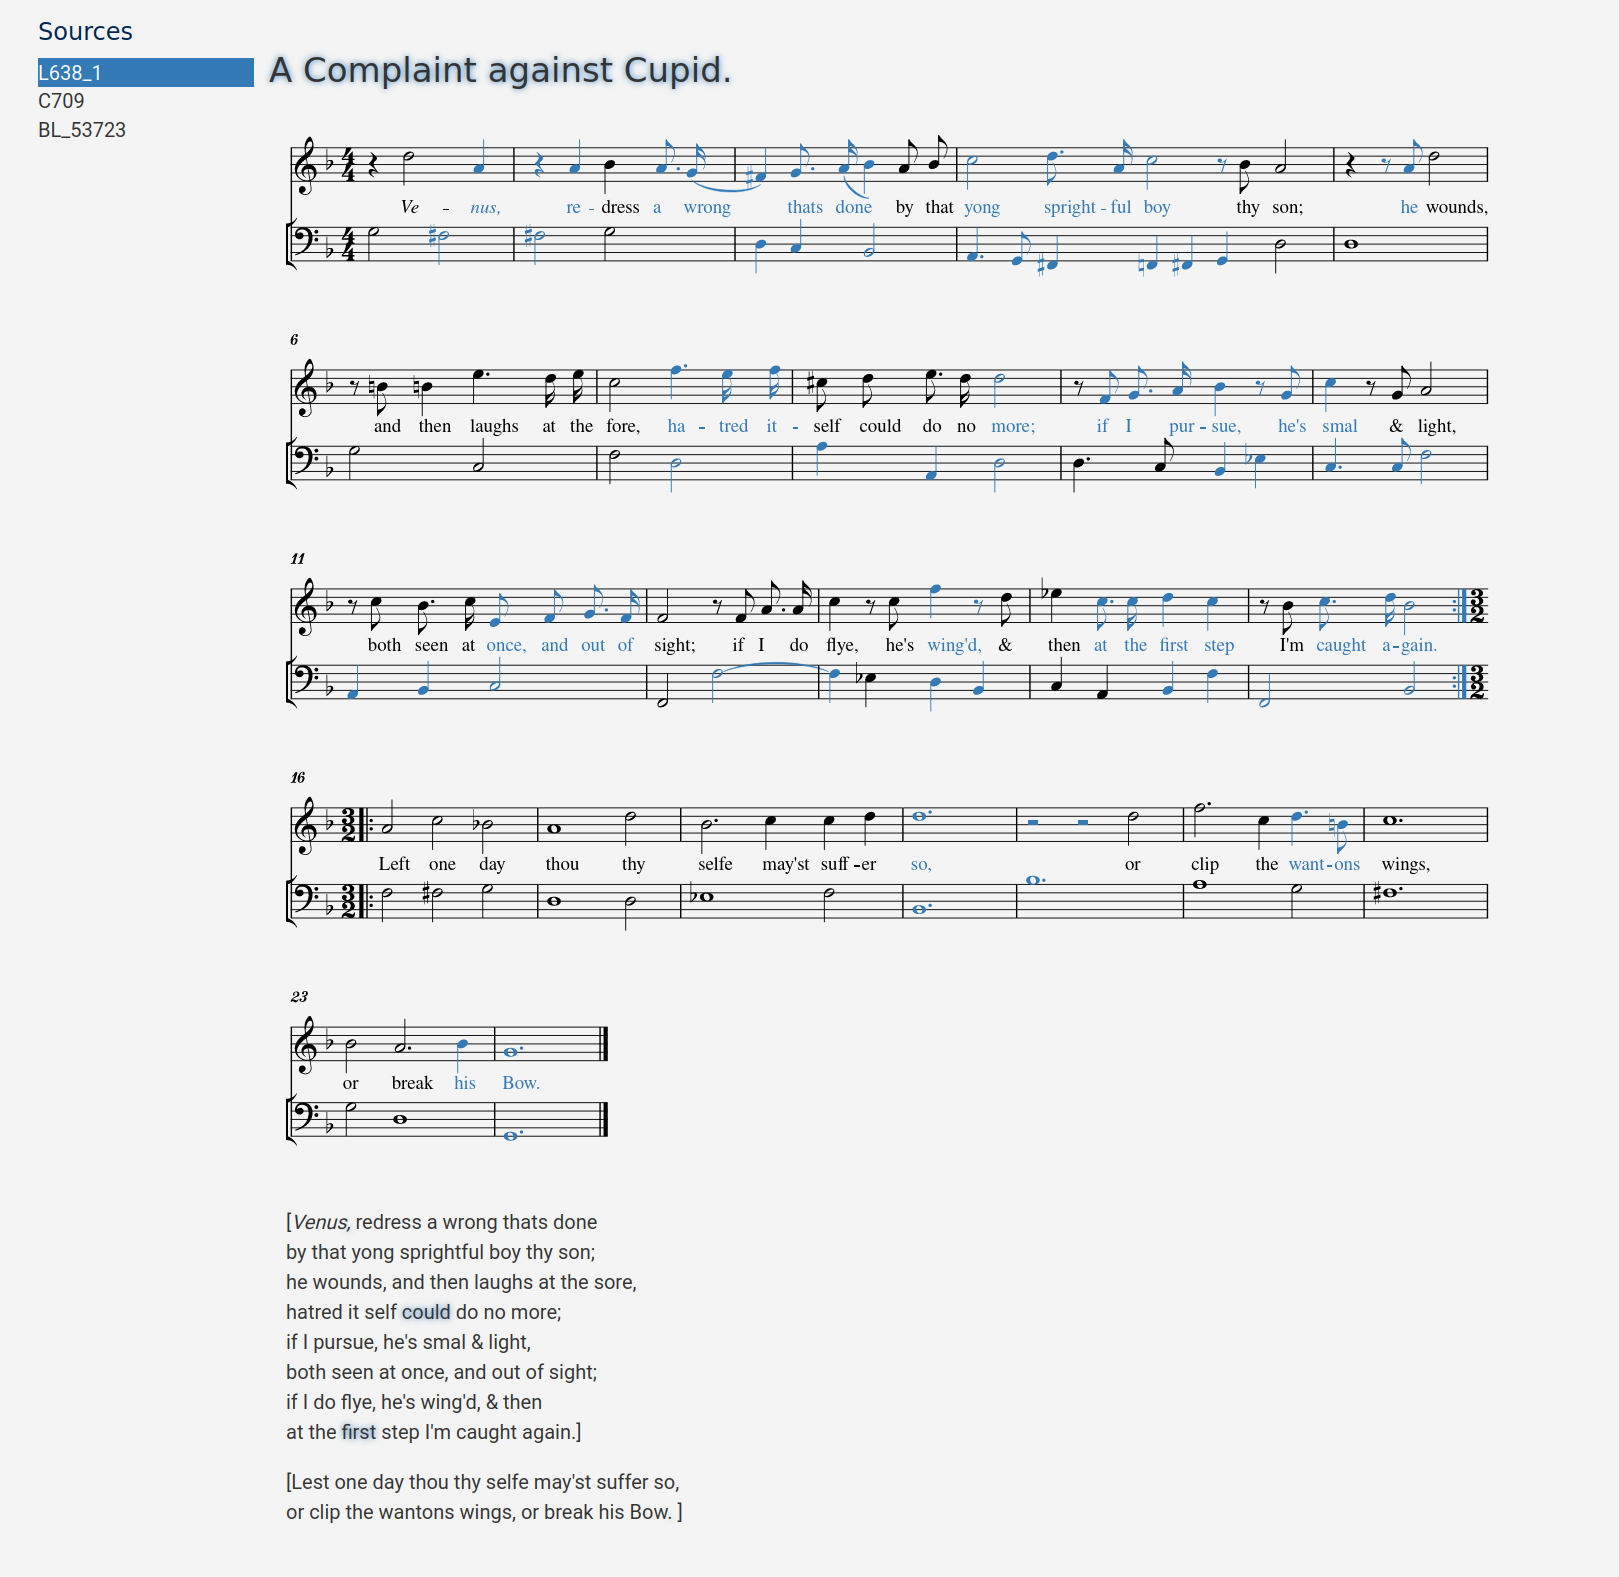 Sources
L638_1
C709
BL_53723
A Complaint against Cupid.
Ve - nus, re - dress a wrong thats done by that yong spright - ful boy thy son; he wounds,
6
and then laughs at the fore, ha - tred it - self could do no more; if I pur - sue, he's smal & light,
11
both seen at once, and out of sight; if I do flye, he's wing'd, & then at the first step I'm caught a - gain.
16
Left one day thou thy selfe may'st suff - er so, or clip the want - ons wings,
23
or break his Bow.
[Venus, redress a wrong thats done
by that yong sprightful boy thy son;
he wounds, and then laughs at the sore,
hatred it self could do no more;
if I pursue, he's smal & light,
both seen at once, and out of sight;
if I do flye, he's wing'd, & then
at the first step I'm caught again.]
[Lest one day thou thy selfe may'st suffer so,
or clip the wantons wings, or break his Bow. ]